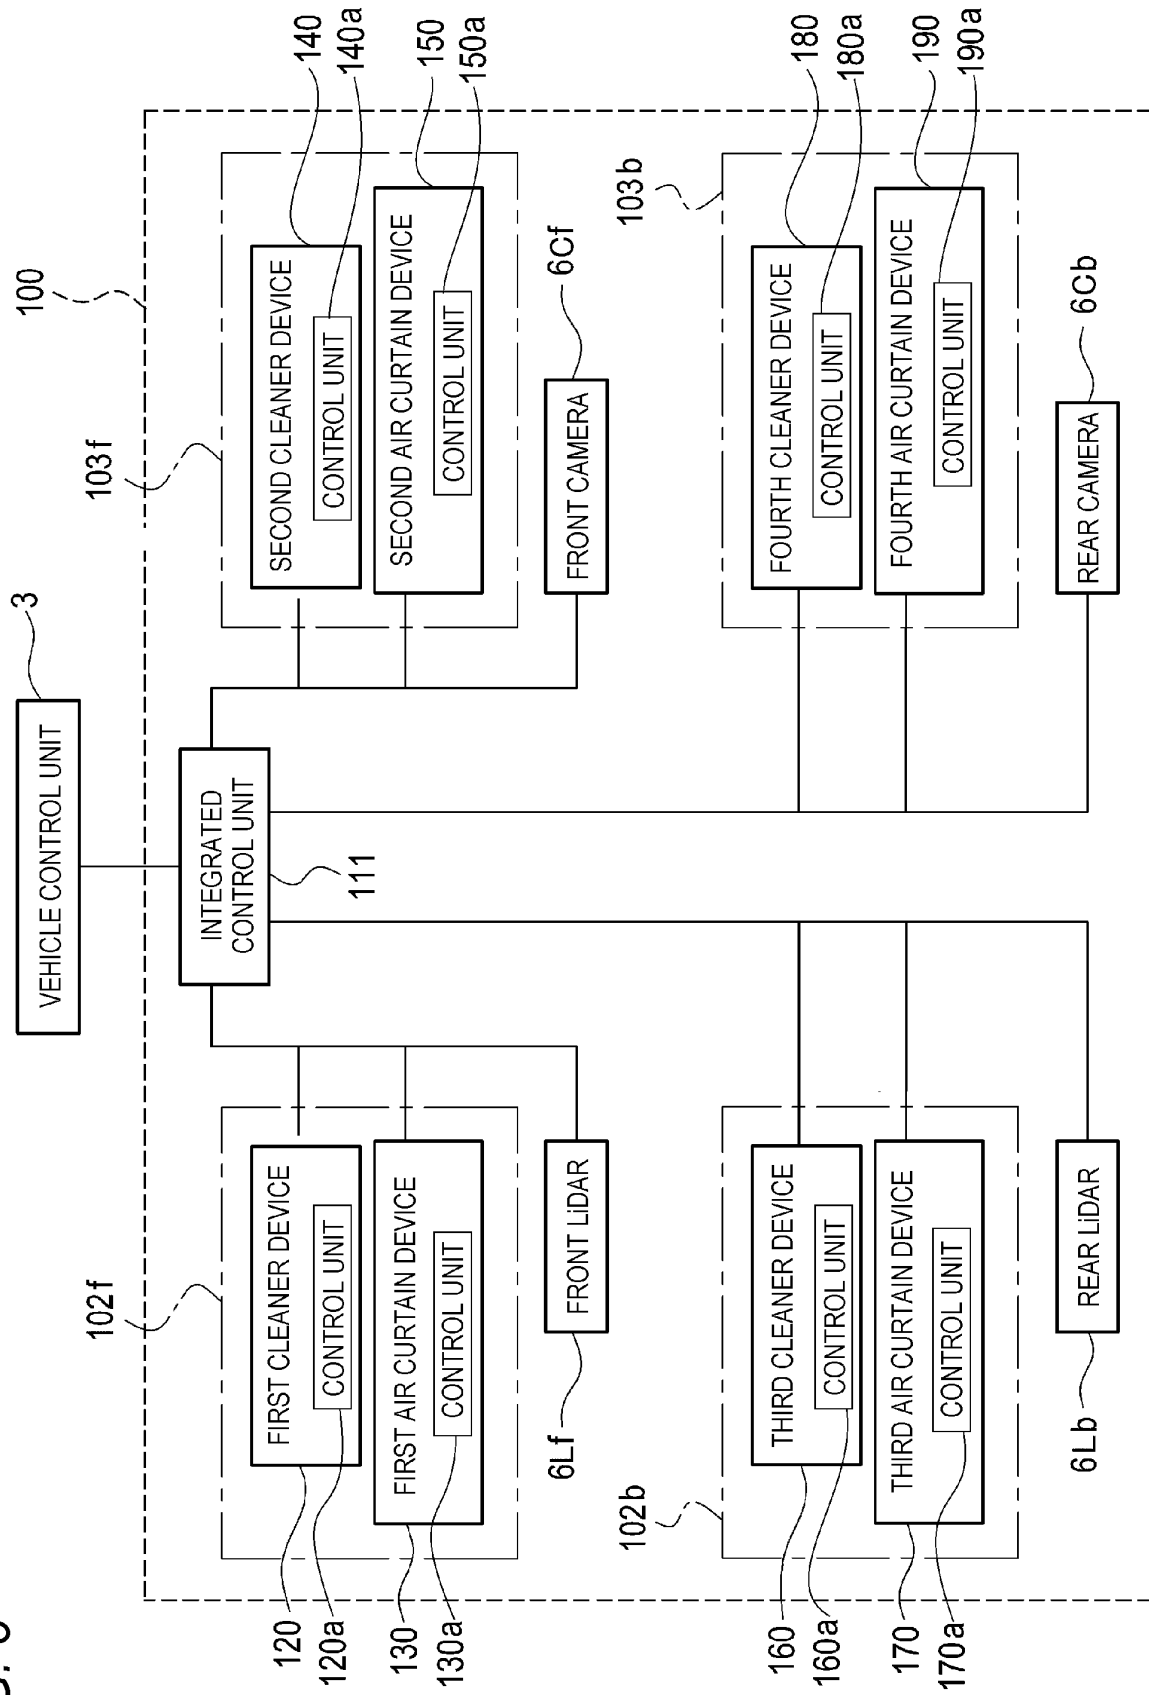 VEHICLE CONTROL UNIT
3
100
INTEGRATED
CONTROL UNIT
111
102f
FIRST CLEANER DEVICE
CONTROL UNIT
120
120a
FIRST AIR CURTAIN DEVICE
CONTROL UNIT
130
130a
FRONT LiDAR
6Lf
103f
SECOND CLEANER DEVICE
CONTROL UNIT
140
140a
SECOND AIR CURTAIN DEVICE
CONTROL UNIT
150
150a
FRONT CAMERA
6Cf
102b
THIRD CLEANER DEVICE
CONTROL UNIT
160
160a
THIRD AIR CURTAIN DEVICE
CONTROL UNIT
170
170a
REAR LiDAR
6Lb
103b
FOURTH CLEANER DEVICE
CONTROL UNIT
180
180a
FOURTH AIR CURTAIN DEVICE
CONTROL UNIT
190
190a
REAR CAMERA
6Cb